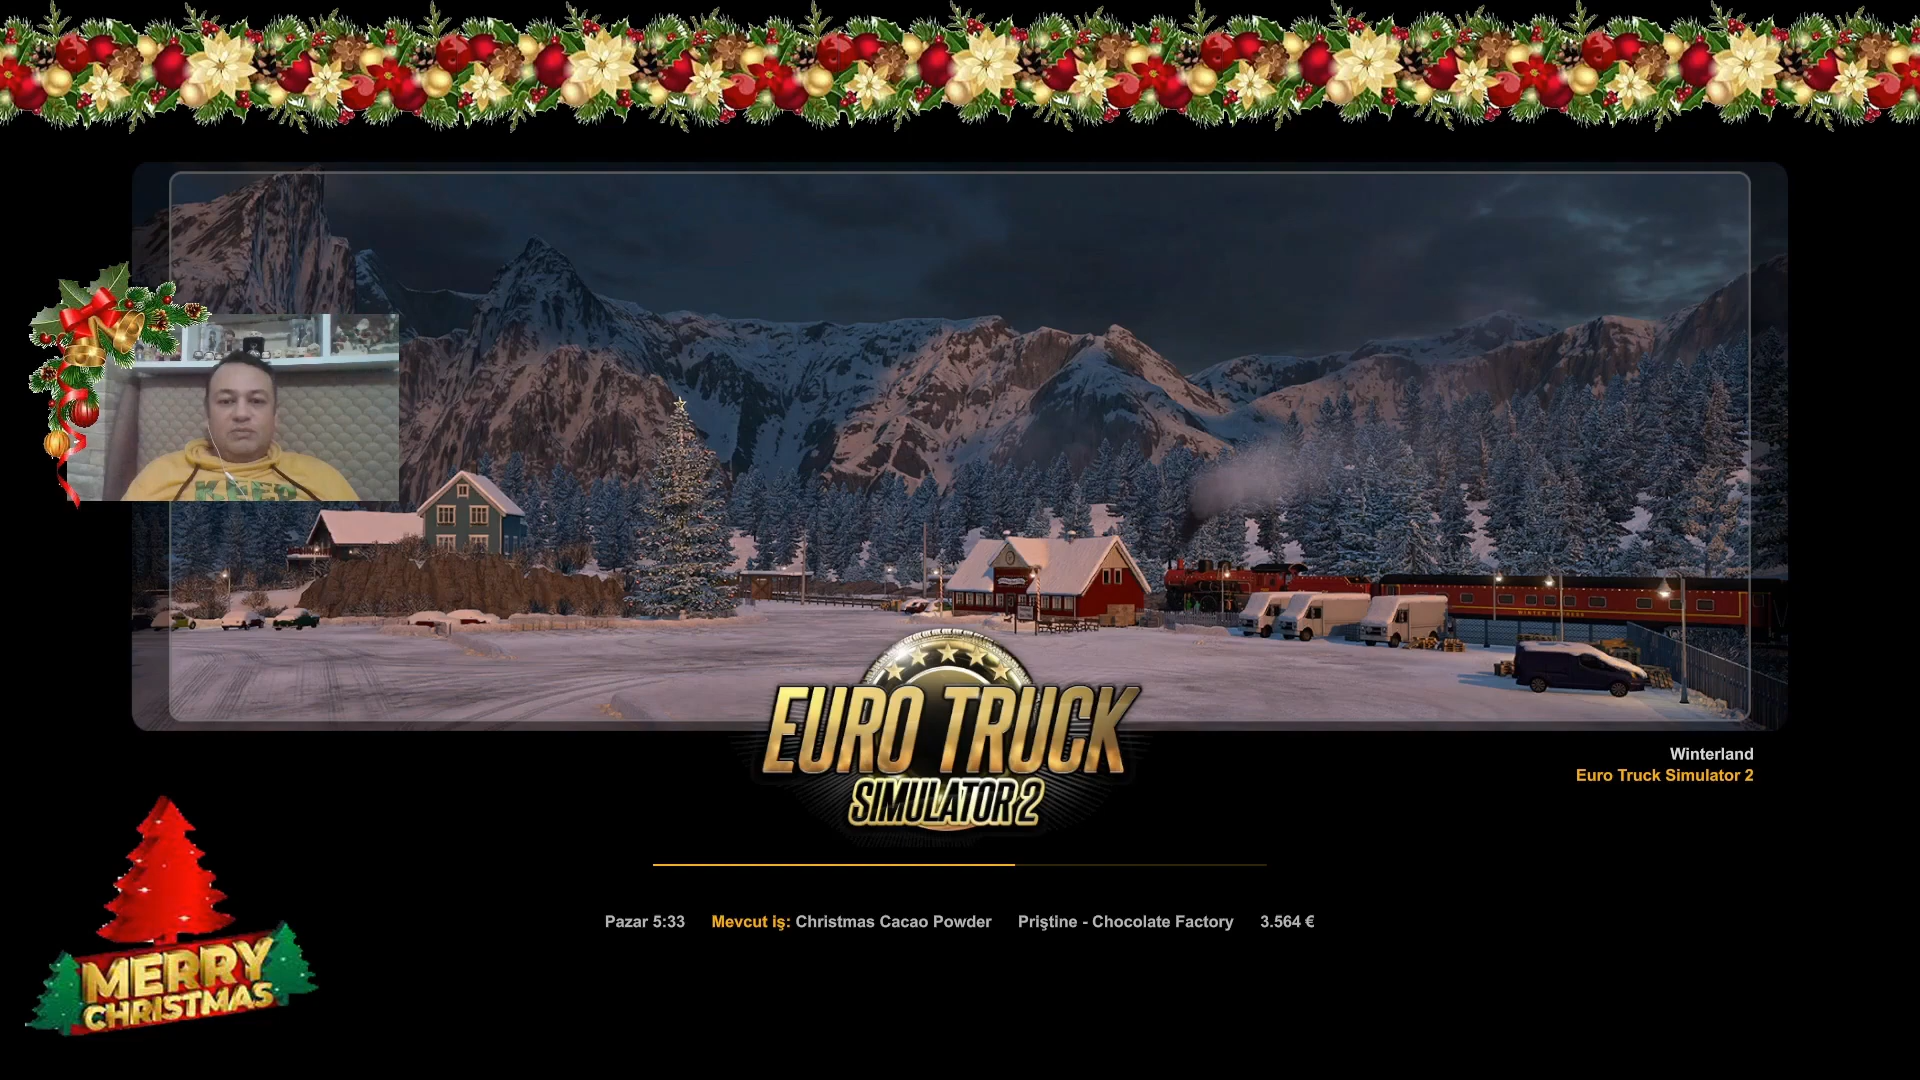 KEEP
EURO TRUCK
SIMULATOR 2
Winterland
Euro Truck Simulator 2
Pazar 5:33 Mevcut iş: Christmas Cacao Powder Priştine - Chocolate Factory 3.564 €
MERRY
CHRISTMAS